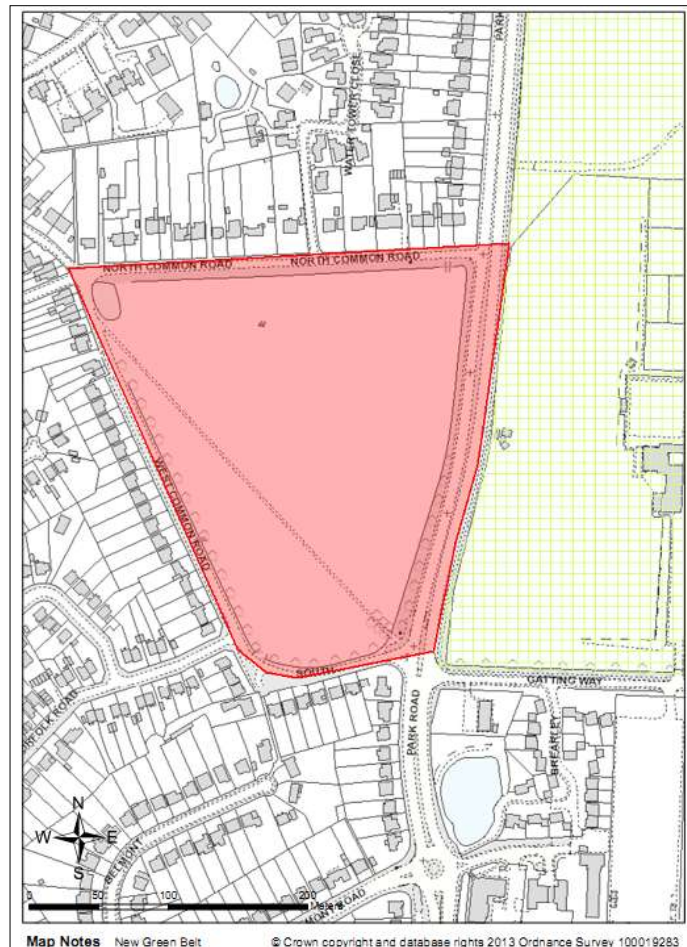 PARK
WATER TOWER CLOSE
NORTH COMMON ROAD
NORTH COMMON ROAD
WEST COMMON ROAD
SOUTH
GATTING WAY
PARK ROAD
BREARLEY
BELMONT
N
W E
S
0 50 100 200
Meters
Map Notes New Green Belt © Crown copyright and database rights 2013 Ordnance Survey 100019283